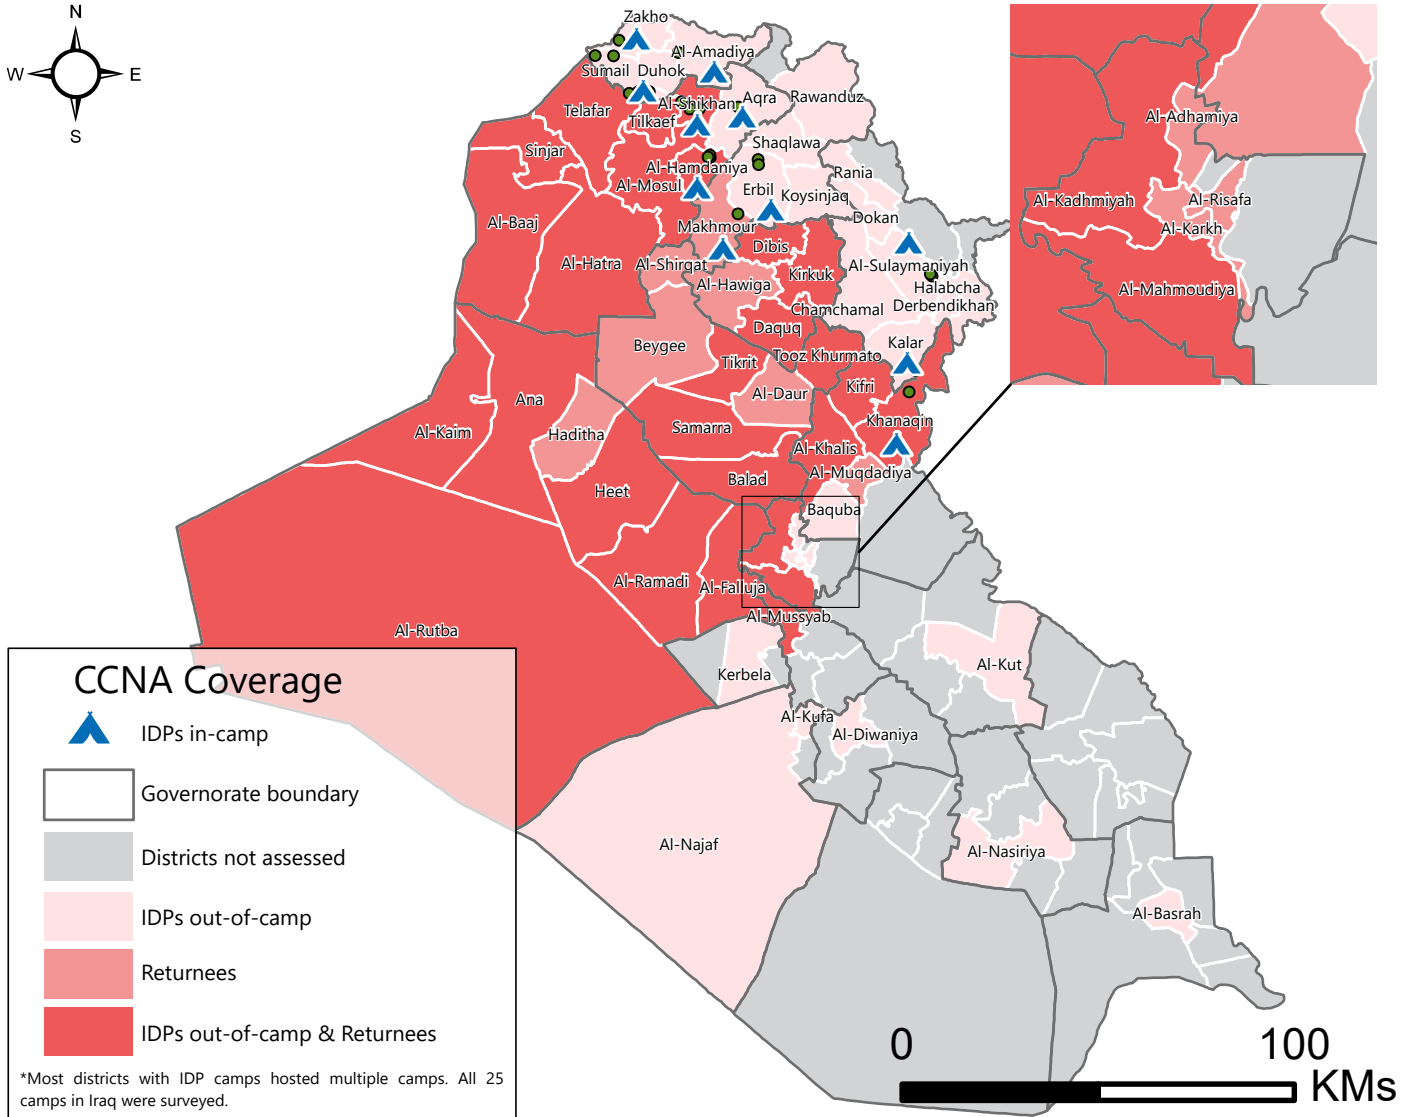 N
W
E
S
Zakho
Al-Amadiya
Sumail
Duhok
Al-Shikhan
Aqra
Rawanduz
Telafar
Tilkaef
Shaqlawa
Sinjar
Al-Hamdaniya
Rania
Al-Mosul
Erbil
Koysinjaq
Al-Baaj
Makhmour
Dokan
Dibis
Al-Hatra
Al-Shirqat
Kirkuk
Al-Sulaymaniyah
Al-Hawiga
Halabcha
Chamchamal
Derbendikhan
Daquq
Beygee
Tikrit
Tooz Khurmato
Kalar
Al-Daur
Kifri
Ana
Al-Kaim
Haditha
Samarra
Khanaqin
Al-Khalis
Al-Muqdadiya
Heet
Balad
Baquba
Al-Ramadi
Al-Falluja
Al-Mussyab
Al-Rutba
Kerbela
Al-Kut
Al-Kufa
Al-Diwaniya
Al-Najaf
Al-Nasiriya
Al-Basrah
Al-Adhamiya
Al-Kadhmiyah
Al-Risafa
Al-Karkh
Al-Mahmoudiya
CCNA Coverage
IDPs in-camp
Governorate boundary
Districts not assessed
IDPs out-of-camp
Returnees
IDPs out-of-camp & Returnees
*Most districts with IDP camps hosted multiple camps. All 25
camps in Iraq were surveyed.
0
100
KMs